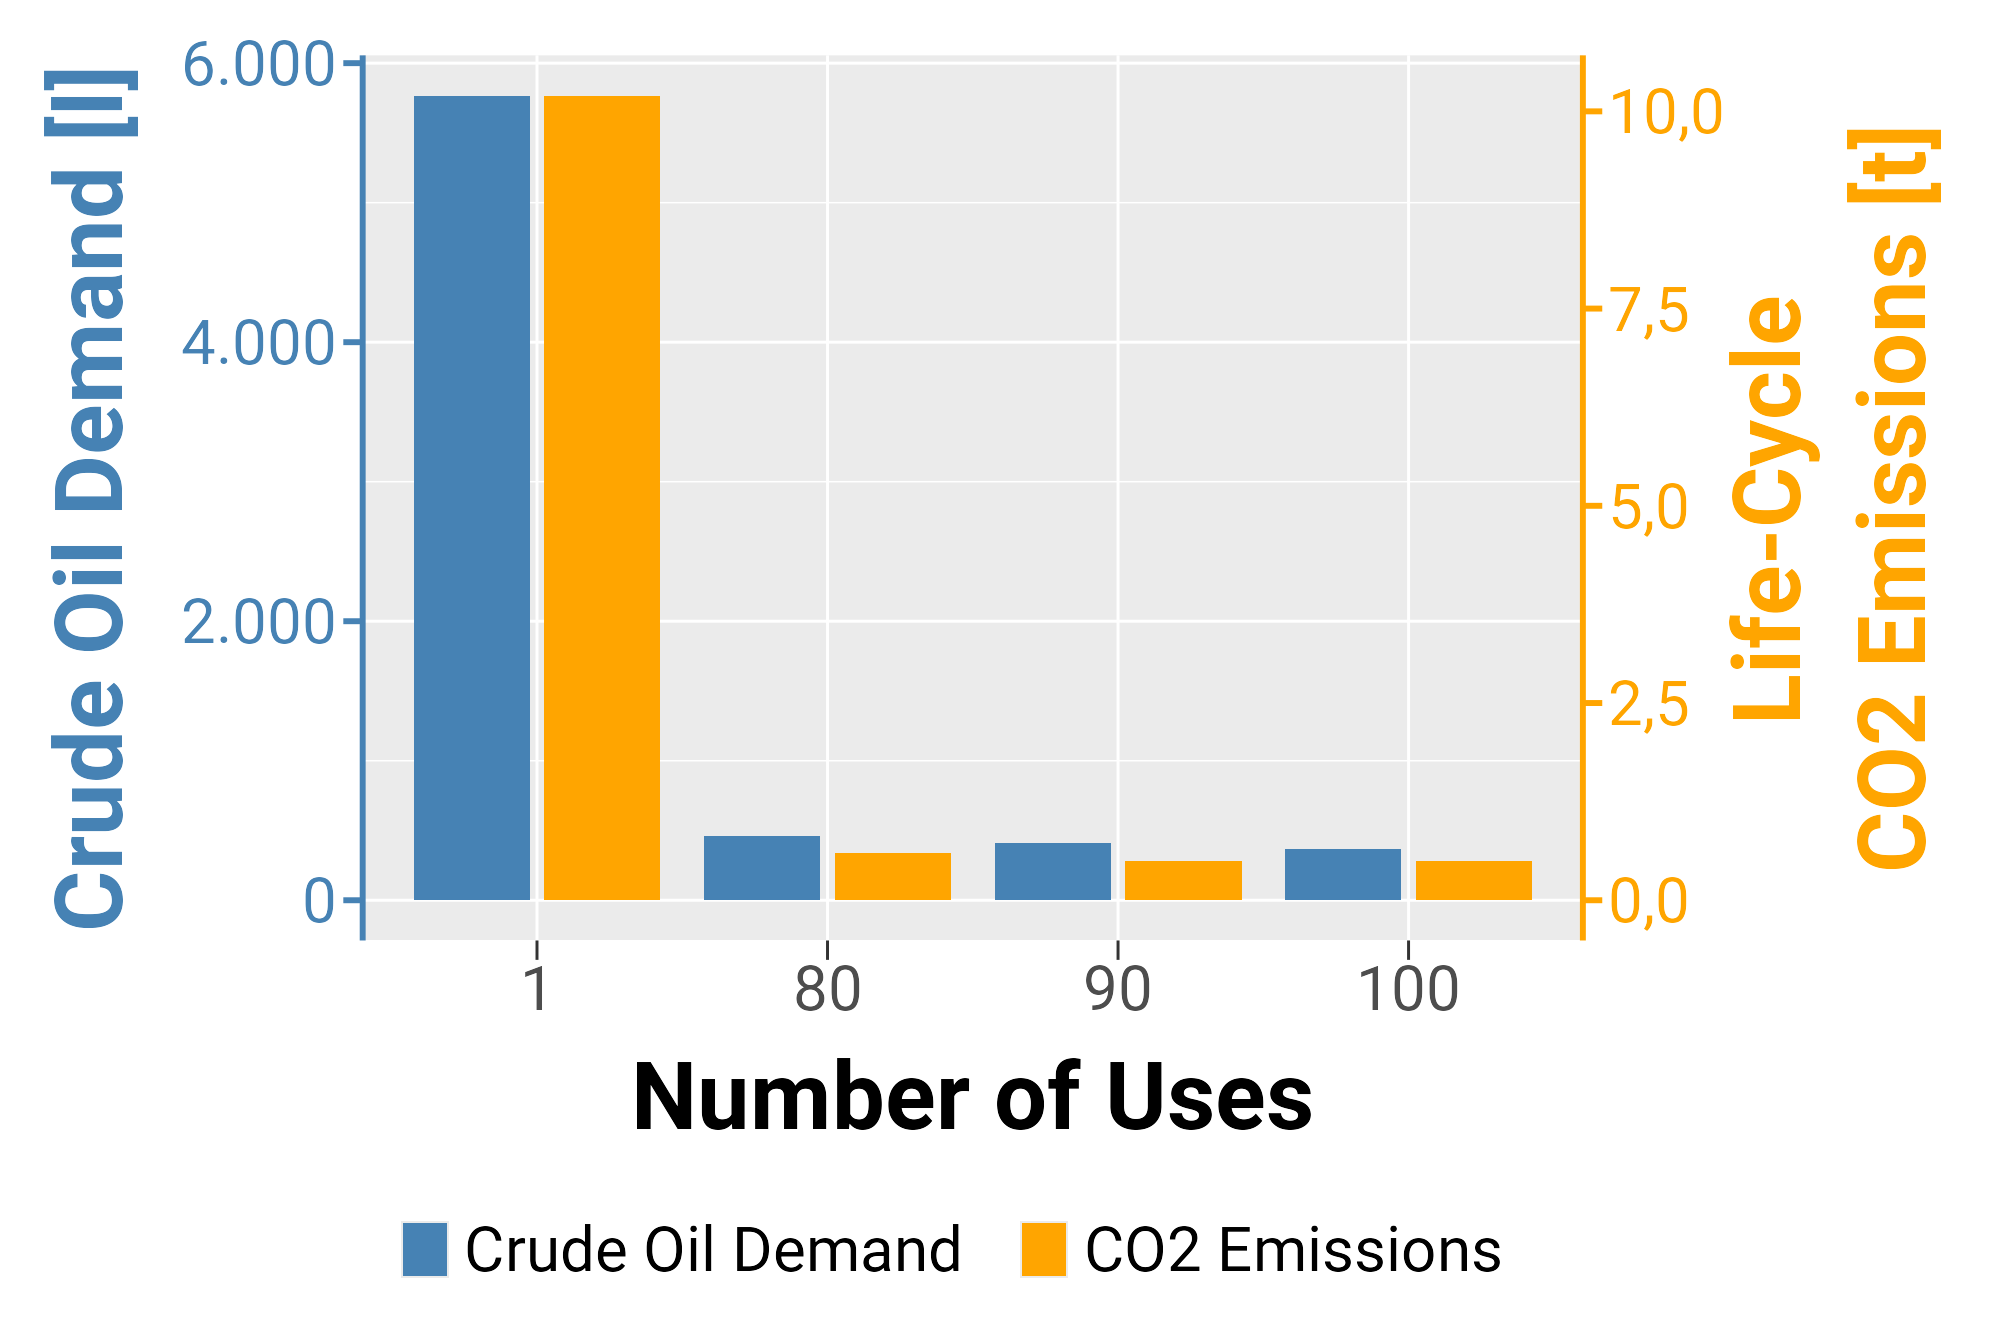 Crude Oil Demand [l]
6.000
4.000
2.000
0
10,0
7,5
5,0
2,5
0,0
Life-Cycle
CO2 Emissions [t]
1 80 90 100
Number of Uses
Crude Oil Demand CO2 Emissions